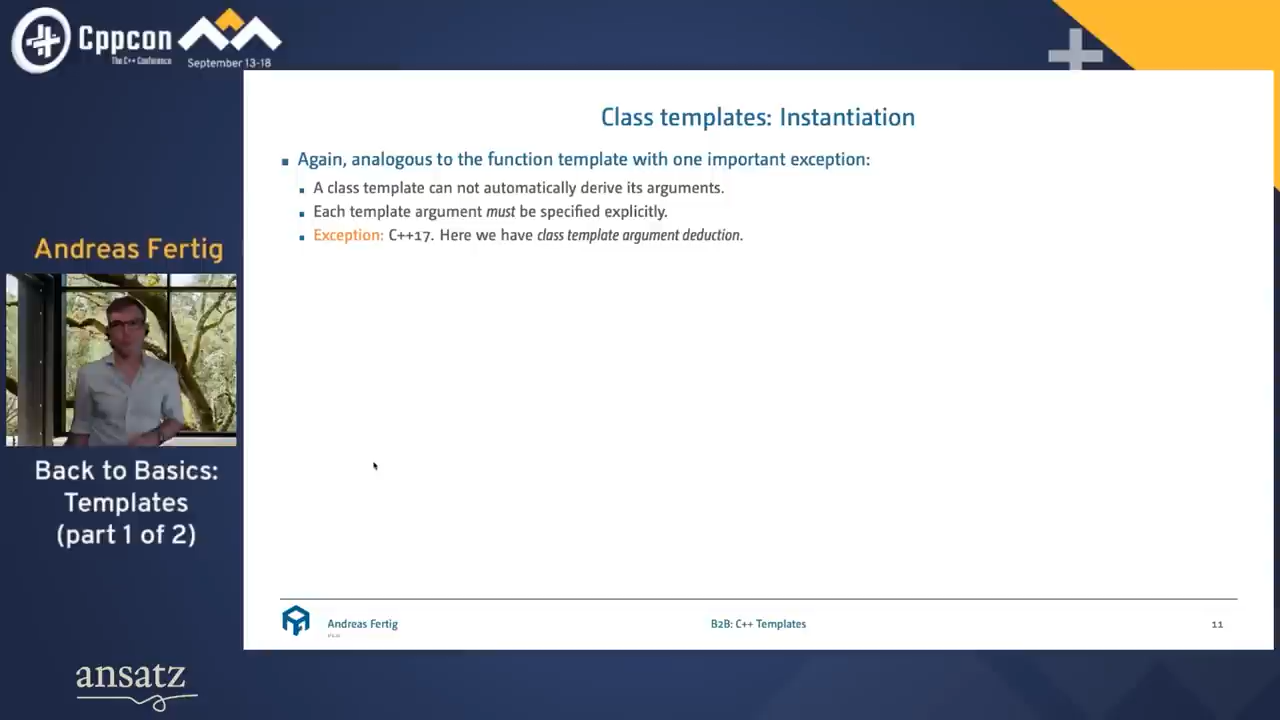 Cppcon
The C++ Conference
September 13-18
Class templates: Instantiation
Again, analogous to the function template with one important exception:
A class template can not automatically derive its arguments.
Each template argument must be specified explicitly.
Exception: C++17. Here we have class template argument deduction.
Andreas Fertig
Back to Basics:
Templates
(part 1 of 2)
Andreas Fertig
B2B: C++ Templates
11
ansatz